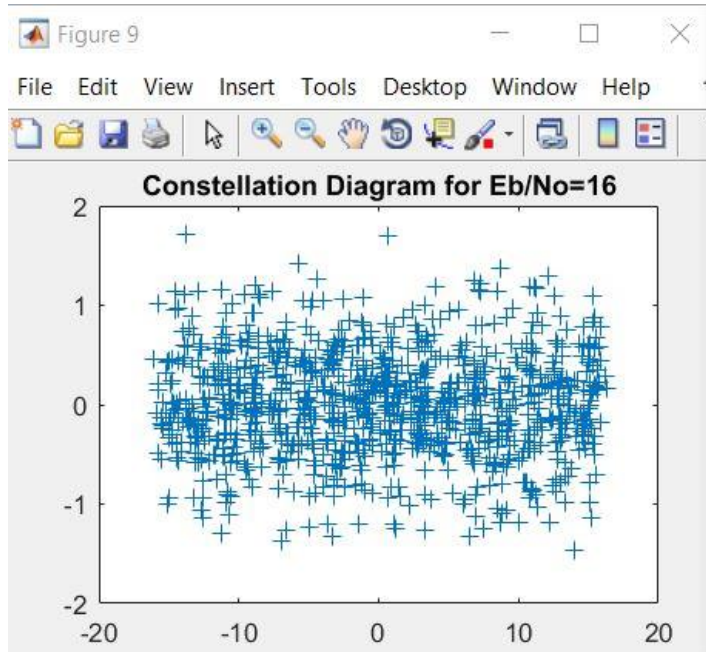 Figure 9
File Edit View Insert Tools Desktop Window Help
Constellation Diagram for Eb/No=16
2
1
0
-1
-2
-20 -10 0 10 20